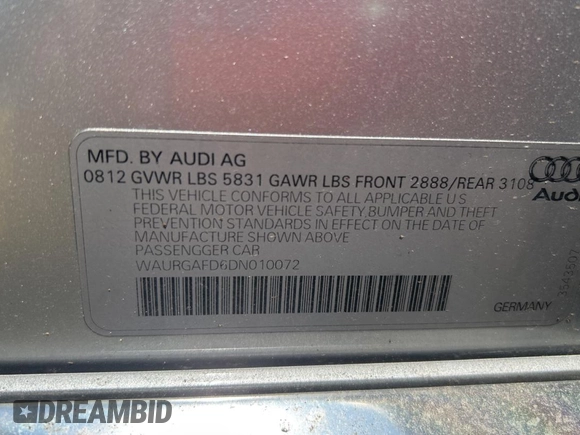 MFD. BY AUDI AG
0812 GVWR LBS 5831 GAWR LBS FRONT 2888/REAR 3108
THIS VEHICLE CONFORMS TO ALL APPLICABLE U S
FEDERAL MOTOR VEHICLE SAFETY,BUMPER AND THEFT
PREVENTION STANDARDS IN EFFECT ON THE DATE OF
MANUFACTURE SHOWN ABOVE
PASSENGGER CAR
WAURGAFD6DN010072
Audi
GERMANY
3543507
DREAMBID